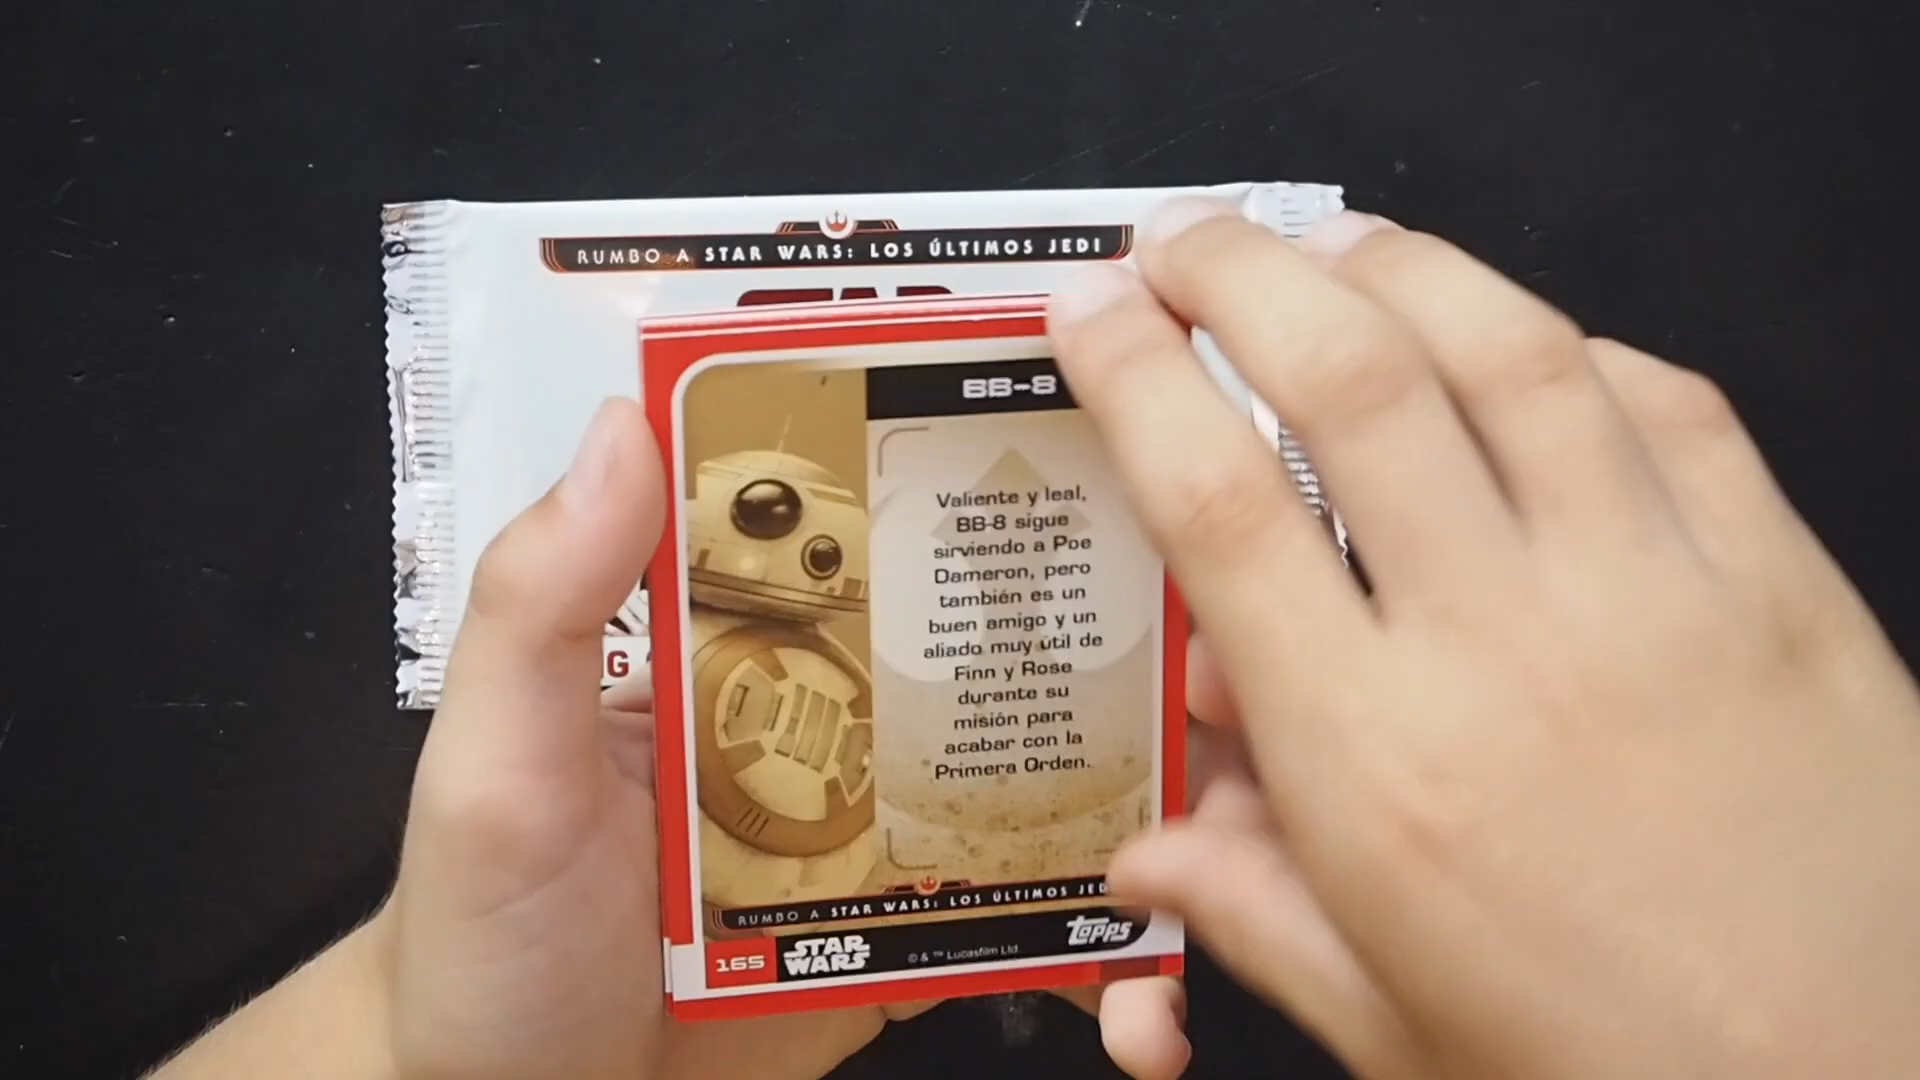 RUMBO A STAR WARS: LOS ÚLTIMOS JEDI
BB-8
Valiente y leal,
BB-8 sigue
sirviendo a Poe
Dameron, pero
también es un
buen amigo y un
aliado muy útil de
Finn y Rose
durante su
misión para
acabar con la
Primera Orden.
RUMBO A STAR WARS: LOS ÚLTIMOS JED
165
STAR
WARS
© & ™ Lucasfilm Ltd.
Topps